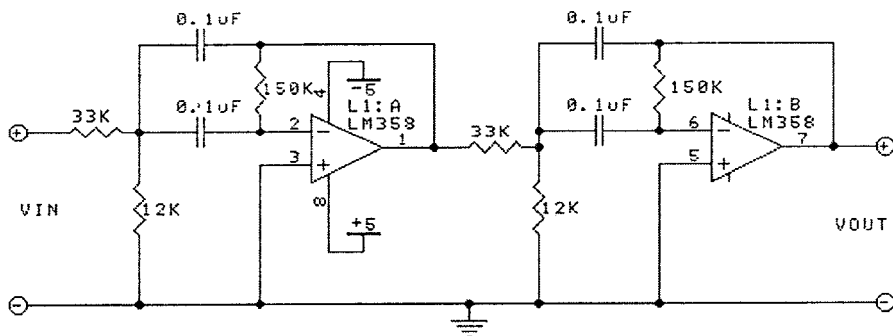 0.1uF
0.1uF
4
-5
150K
L1:A
LM358
150K
L1:B
LM358
33K
0.1uF
2
33K
0.1uF
6
3
1
5
7
8
VIN
12K
+5
12K
VOUT